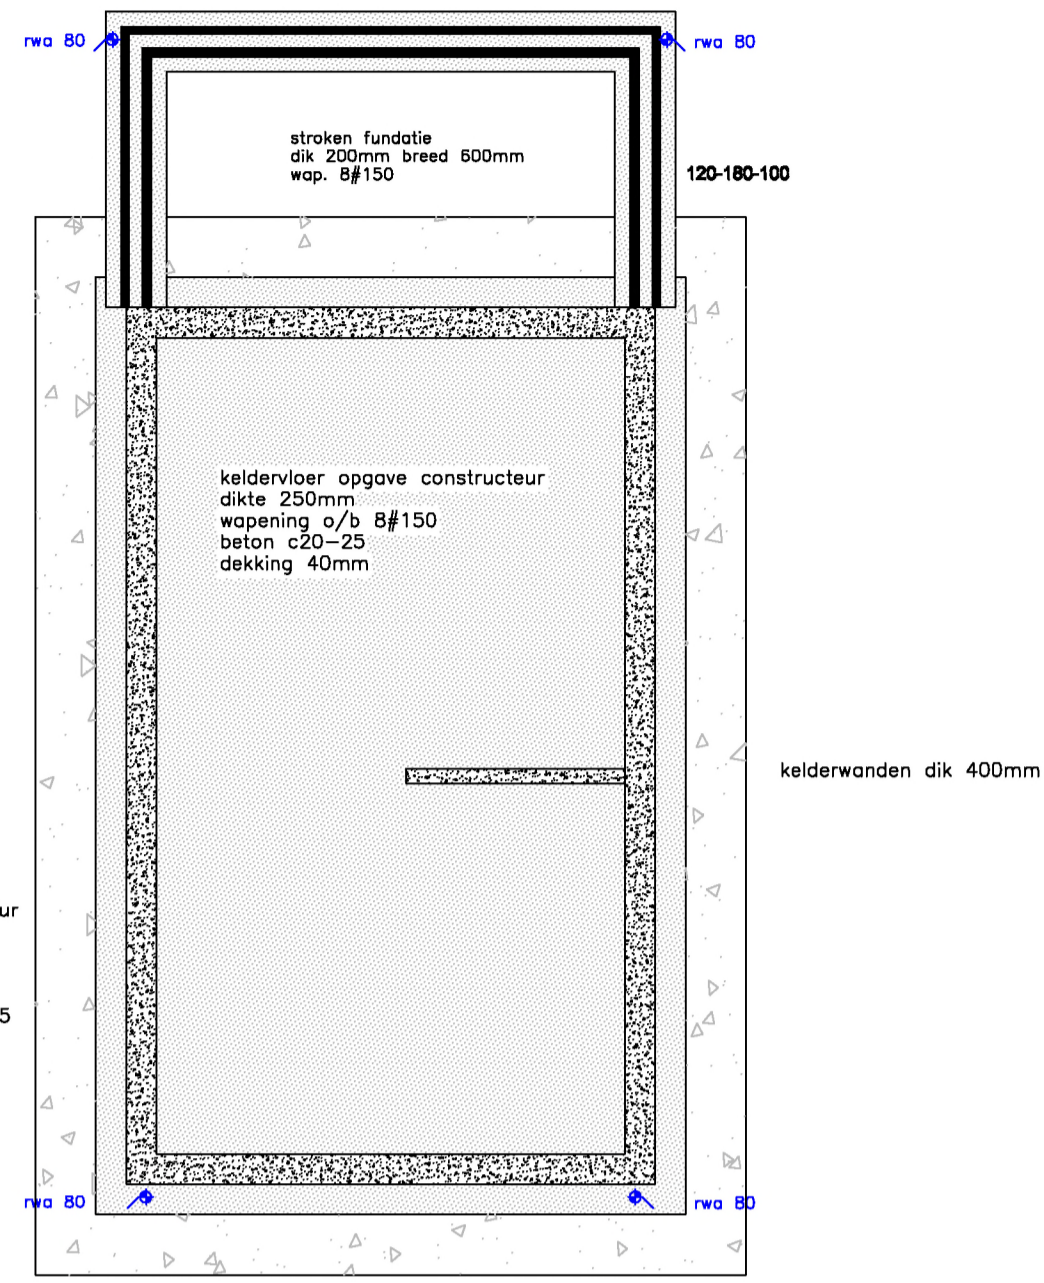 rwa 80
rwa 80
stroken fundatie
dik 200mm breed 600mm
wap. 8#150
120-180-100
keldervloer opgave constructeur
dikte 250mm
wapening o/b 8#150
beton c20-25
dekking 40mm
kelderwanden dik 400mm
ur
5
rwa 80
rwa 80